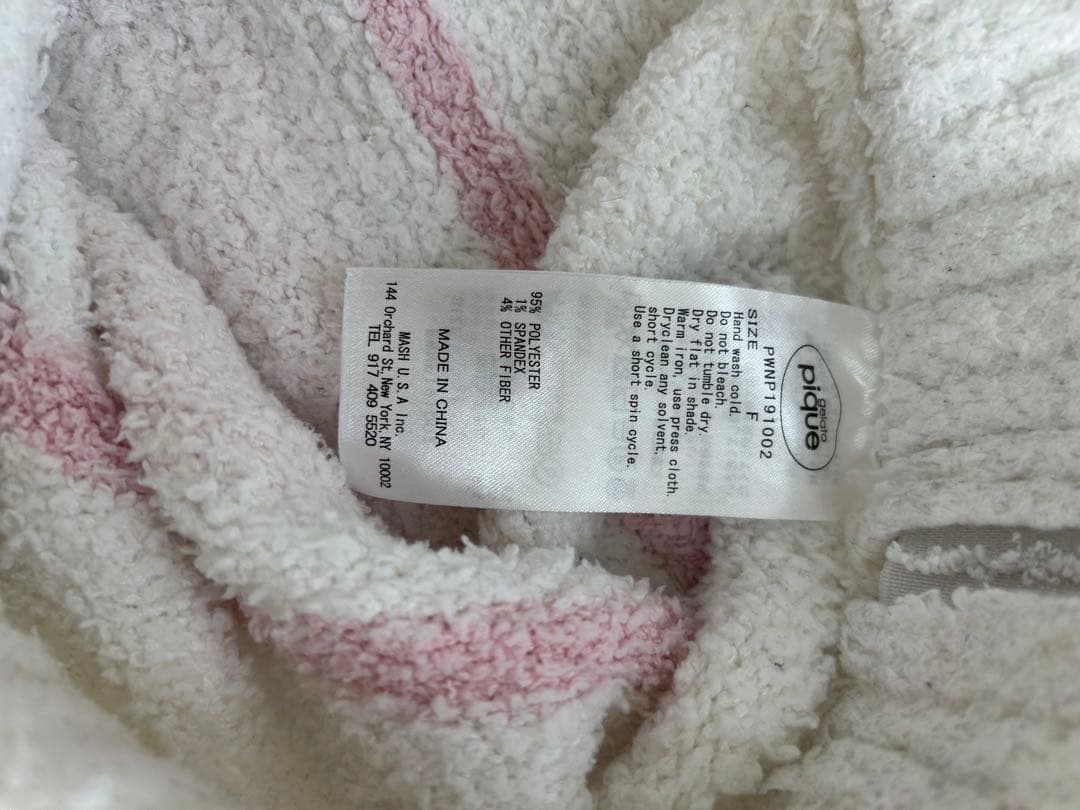 gelato
pique
PWNP191002
SIZE F
Hand wash cold.
Do not bleach.
Do not tumble dry.
Dry flat in shade.
Warm iron, use press cloth.
Dryclean any solvent,
short cycle.
Use a short spin cycle.
95% POLYESTER
1% SPANDEX
4% OTHER FIBER
MADE IN CHINA
MASH U.S.A Inc.
144 Orchard St, New York, NY 10002
TEL 917 409 5520